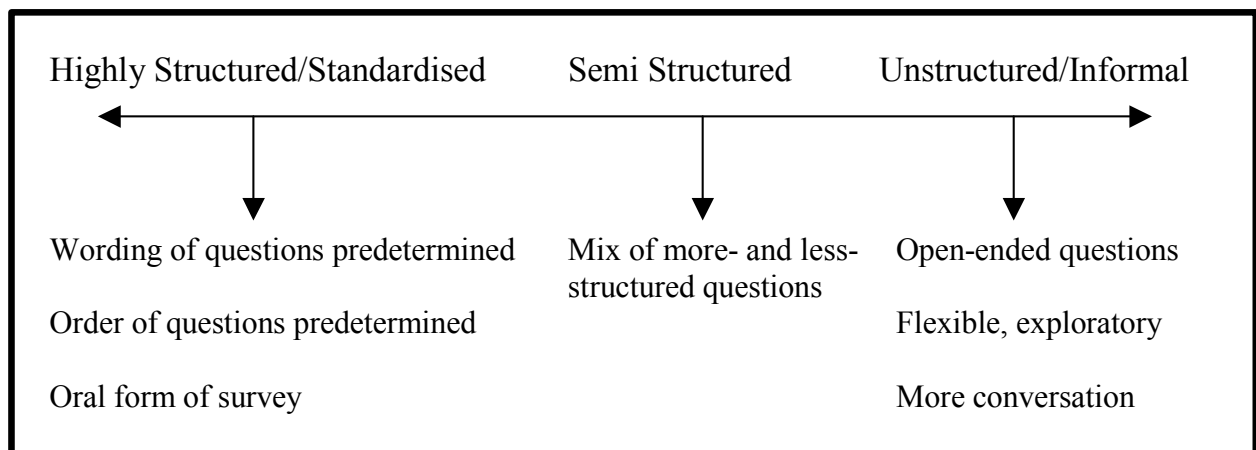 Highly Structured/Standardised
Semi Structured
Unstructured/Informal
Wording of questions predetermined
Order of questions predetermined
Oral form of survey
Mix of more- and less-
structured questions
Open-ended questions
Flexible, exploratory
More conversation